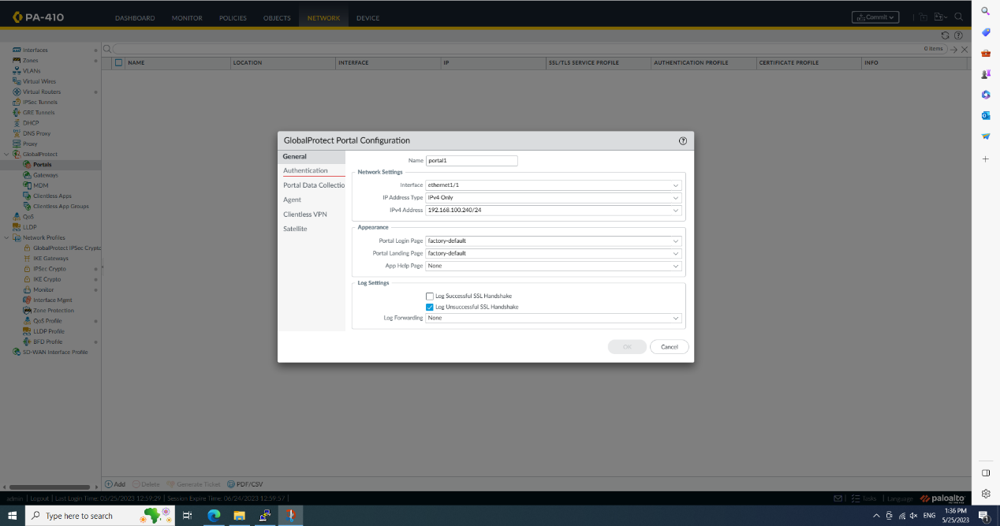 PA-410
DASHBOARD MONITOR POLICIES OBJECTS NETWORK DEVICE
Commit
0 items
NAME LOCATION INTERFACE IP SSL/TLS SERVICE PROFILE AUTHENTICATION PROFILE CERTIFICATE PROFILE INFO
Interfaces
Zones
VLANs
Virtual Wires
Virtual Routers
IPSec Tunnels
GRE Tunnels
DHCP
DNS Proxy
Proxy
GlobalProtect
Portals
Gateways
MDM
Clientless Apps
Clientless App Groups
QoS
LLDP
Network Profiles
GlobalProtect IPSec Crypto
IKE Gateways
IPSec Crypto
IKE Crypto
Monitor
Interface Mgmt
Zone Protection
QoS Profile
LLDP Profile
BFD Profile
SD-WAN Interface Profile
GlobalProtect Portal Configuration
General
Authentication
Portal Data Collectio
Agent
Clientless VPN
Satellite
Name portal1
Network Settings
Interface ethernet1/1
IP Address Type IPv4 Only
IPv4 Address 192.168.100.240/24
Appearance
Portal Login Page factory-default
Portal Landing Page factory-default
App Help Page None
Log Settings
Log Successful SSL Handshake
Log Unsuccessful SSL Handshake
Log Forwarding None
OK Cancel
Add Delete Generate Ticket PDF/CSV
admin | Logout | Last Login Time: 05/25/2023 12:59:29 | Session Expire Time: 06/24/2023 12:59:57 |
Tasks | Language paloalto
NETWORKS
Type here to search
ENG
1:36 PM
5/25/2023
1